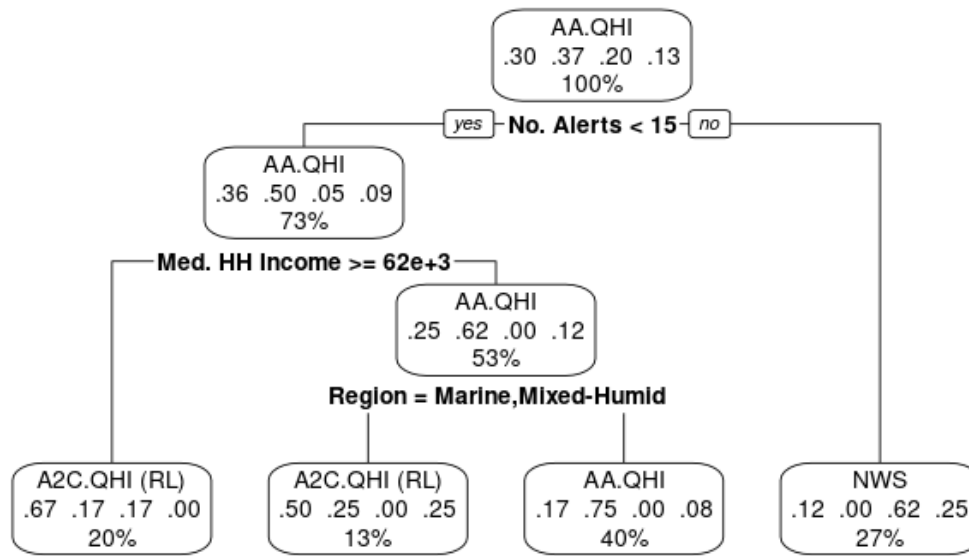 AA.QHI
.30 .37 .20 .13
100%
yes No. Alerts < 15 no
AA.QHI
.36 .50 .05 .09
73%
Med. HH Income >= 62e+3
AA.QHI
.25 .62 .00 .12
53%
Region = Marine,Mixed-Humid
A2C.QHI (RL)
.67 .17 .17 .00
20%
A2C.QHI (RL)
.50 .25 .00 .25
13%
AA.QHI
.17 .75 .00 .08
40%
NWS
.12 .00 .62 .25
27%